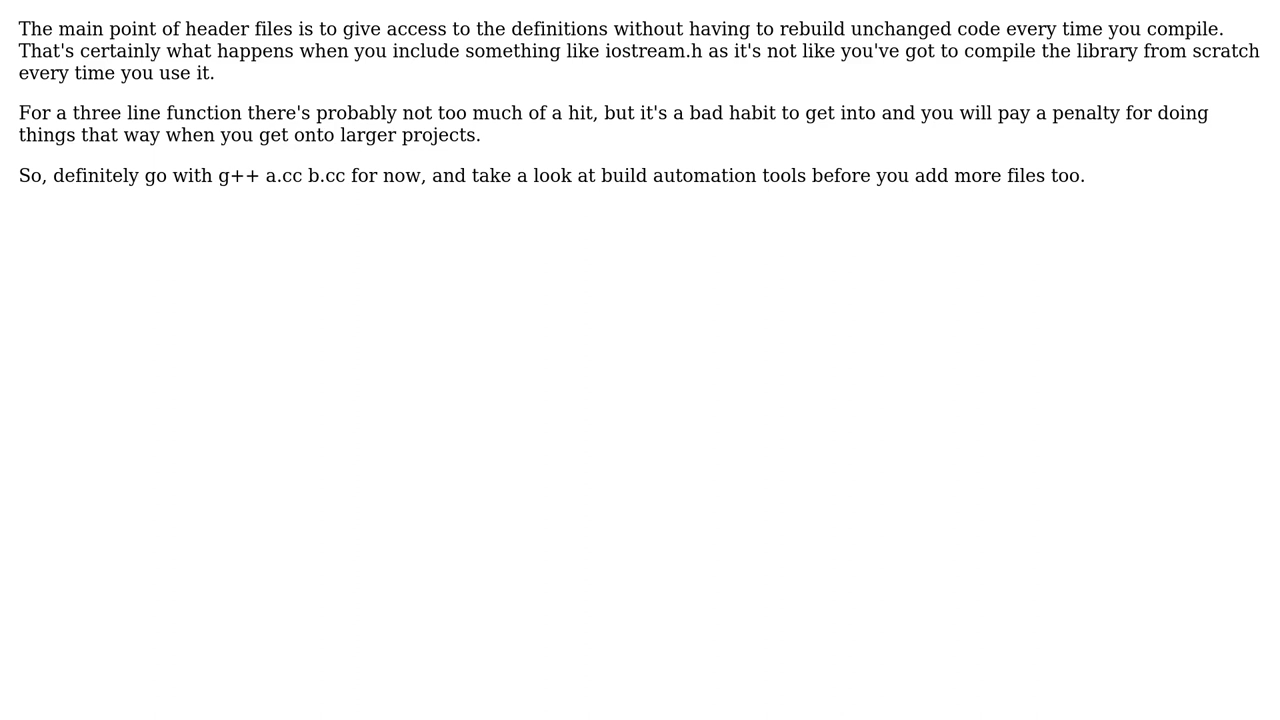 The main point of header files is to give access to the definitions without having to rebuild unchanged code every time you compile.
That's certainly what happens when you include something like iostream.h as it's not like you've got to compile the library from scratch
every time you use it.
For a three line function there's probably not too much of a hit, but it's a bad habit to get into and you will pay a penalty for doing
things that way when you get onto larger projects.
So, definitely go with g++ a.cc b.cc for now, and take a look at build automation tools before you add more files too.